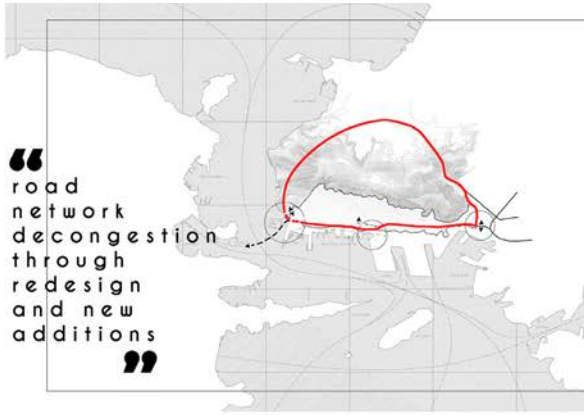 “
road
network
decongestion
through
redesign
and new
additions
”